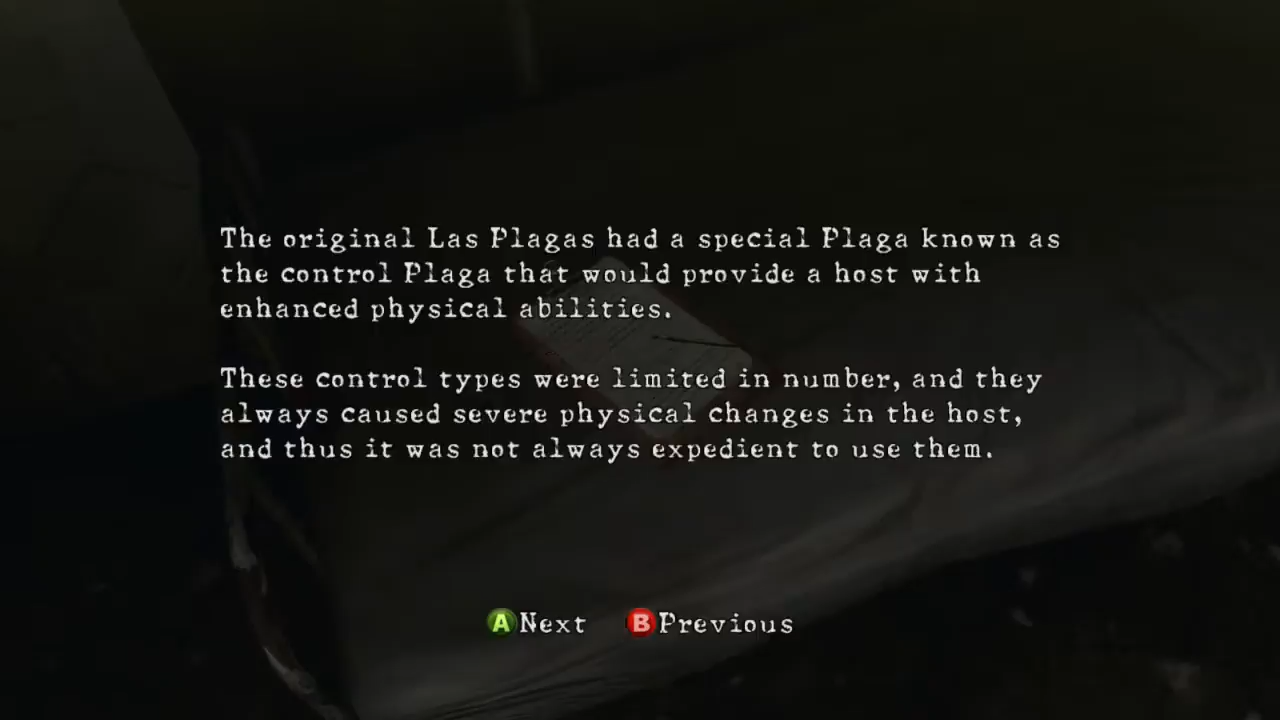 The original Las Plagas had a special Plaga known as
the control Plaga that would provide a host with
enhanced physical abilities.
These control types were limited in number, and they
always caused severe physical changes in the host,
and thus it was not always expedient to use them.
A Next B Previous